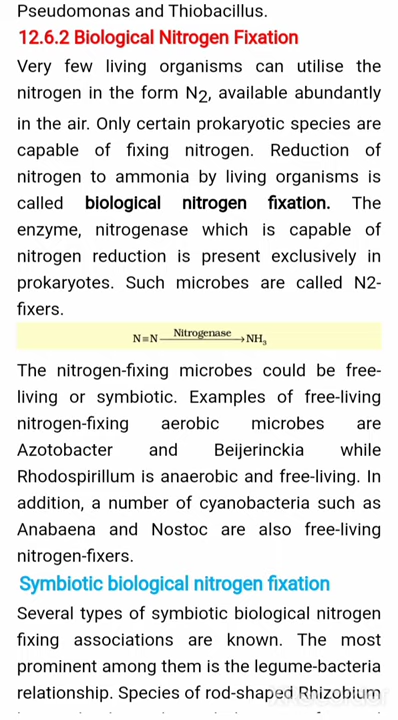 Pseudomonas and Thiobacillus.
12.6.2 Biological Nitrogen Fixation
Very few living organisms can utilise the
nitrogen in the form N2, available abundantly
in the air. Only certain prokaryotic species are
capable of fixing nitrogen. Reduction of
nitrogen to ammonia by living organisms is
called biological nitrogen fixation. The
enzyme, nitrogenase which is capable of
nitrogen reduction is present exclusively in
prokaryotes. Such microbes are called N2-
fixers.
N≡N Nitrogenase → NH3
The nitrogen-fixing microbes could be free-
living or symbiotic. Examples of free-living
nitrogen-fixing aerobic microbes are
Azotobacter and Beijerinckia while
Rhodospirillum is anaerobic and free-living. In
addition, a number of cyanobacteria such as
Anabaena and Nostoc are also free-living
nitrogen-fixers.
Symbiotic biological nitrogen fixation
Several types of symbiotic biological nitrogen
fixing associations are known. The most
prominent among them is the legume-bacteria
relationship. Species of rod-shaped Rhizobium